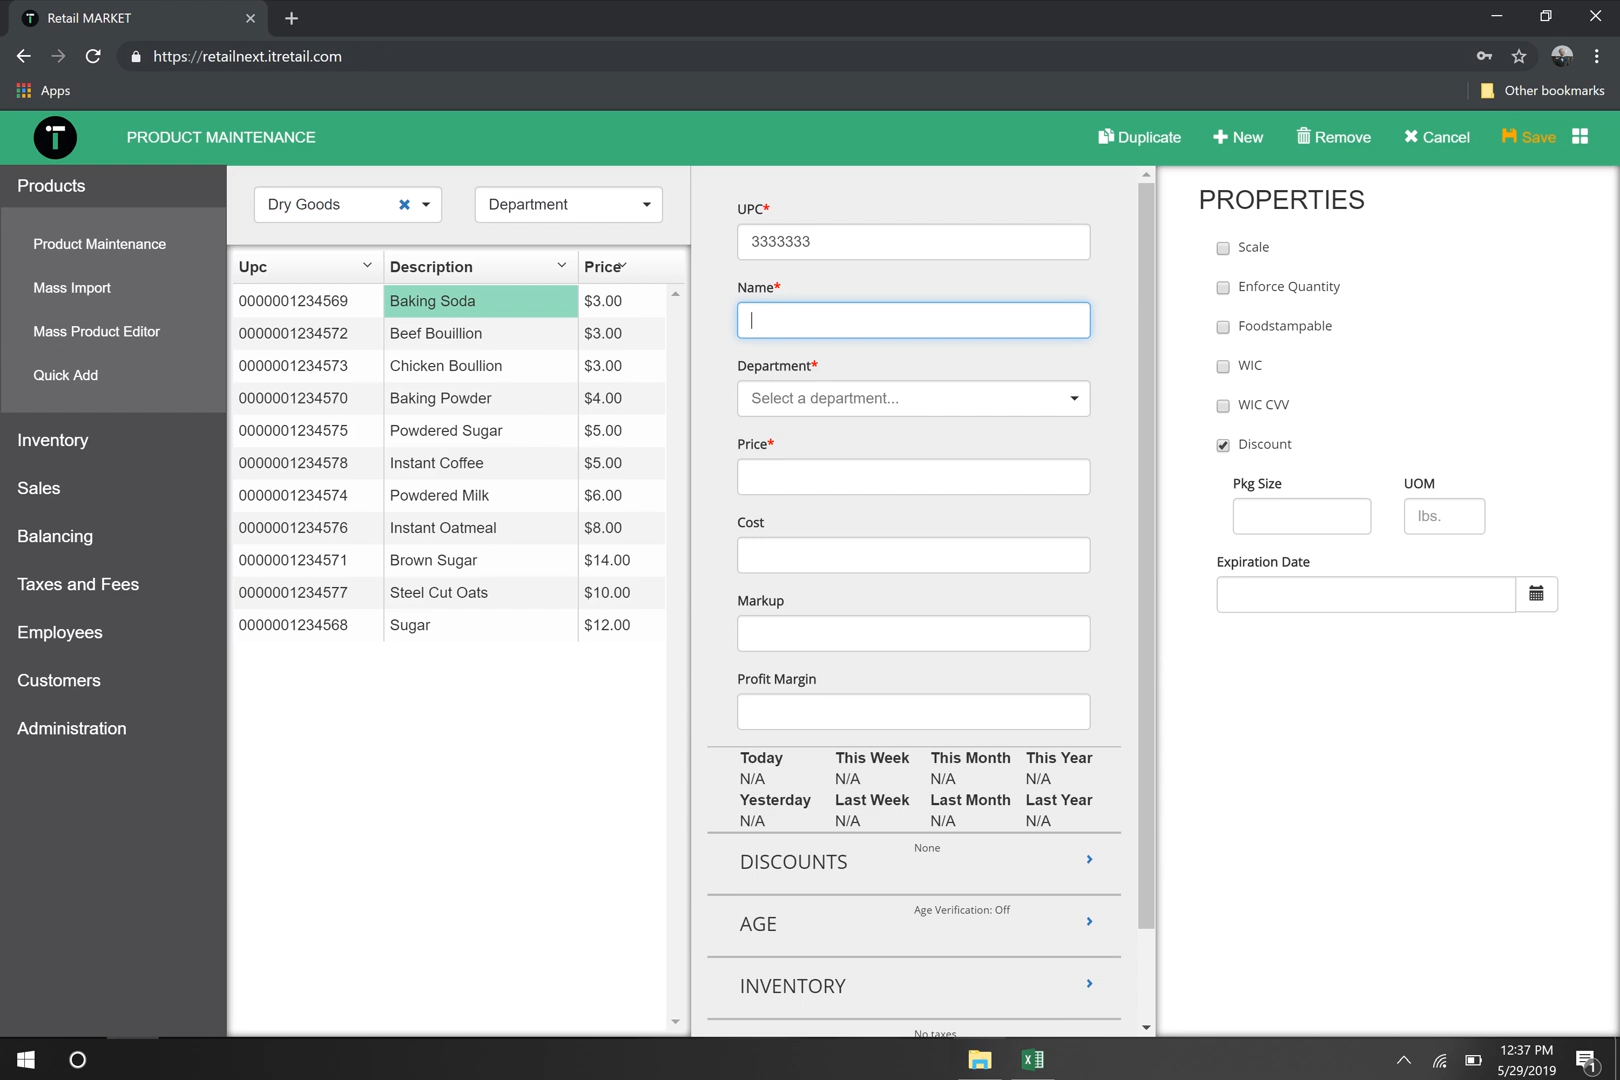 Retail MARKET
https://retailnext.itretail.com
Apps
Other bookmarks
PRODUCT MAINTENANCE
Duplicate
New
Remove
Cancel
Save
Products
Product Maintenance
Mass Import
Mass Product Editor
Quick Add
Inventory
Sales
Balancing
Taxes and Fees
Employees
Customers
Administration
Dry Goods
Department
Upc Description Price
0000001234569 Baking Soda $3.00
0000001234572 Beef Bouillion $3.00
0000001234573 Chicken Boullion $3.00
0000001234570 Baking Powder $4.00
0000001234575 Powdered Sugar $5.00
0000001234578 Instant Coffee $5.00
0000001234574 Powdered Milk $6.00
0000001234576 Instant Oatmeal $8.00
0000001234571 Brown Sugar $14.00
0000001234577 Steel Cut Oats $10.00
0000001234568 Sugar $12.00
UPC*
3333333
Name*
Department*
Select a department...
Price*
Cost
Markup
Profit Margin
Today This Week This Month This Year
N/A N/A N/A N/A
Yesterday Last Week Last Month Last Year
N/A N/A N/A N/A
None
DISCOUNTS
Age Verification: Off
AGE
INVENTORY
No taxes
PROPERTIES
Scale
Enforce Quantity
Foodstampable
WIC
WIC CVV
Discount
Pkg Size UOM
lbs.
Expiration Date
12:37 PM
5/29/2019
1